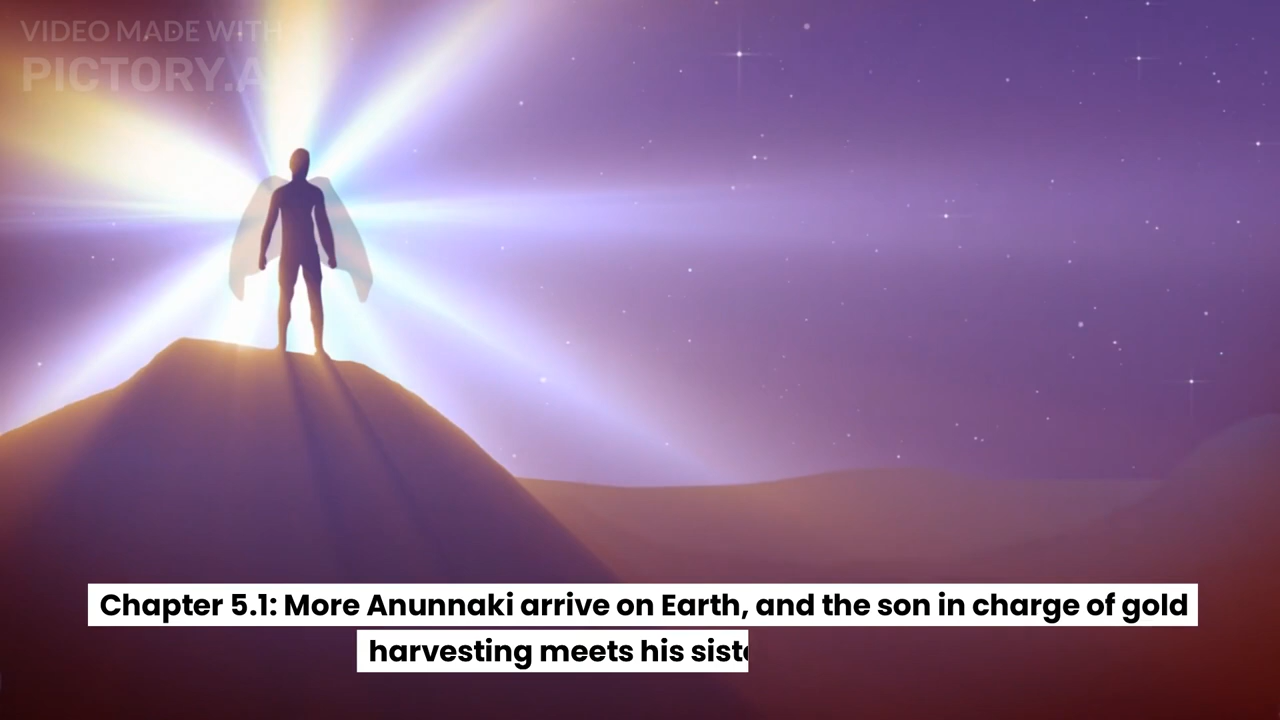 VIDEO MADE WITH
PICTORY.A
Chapter 5.1: More Anunnaki arrive on Earth, and the son in charge of gold
harvesting meets his siste